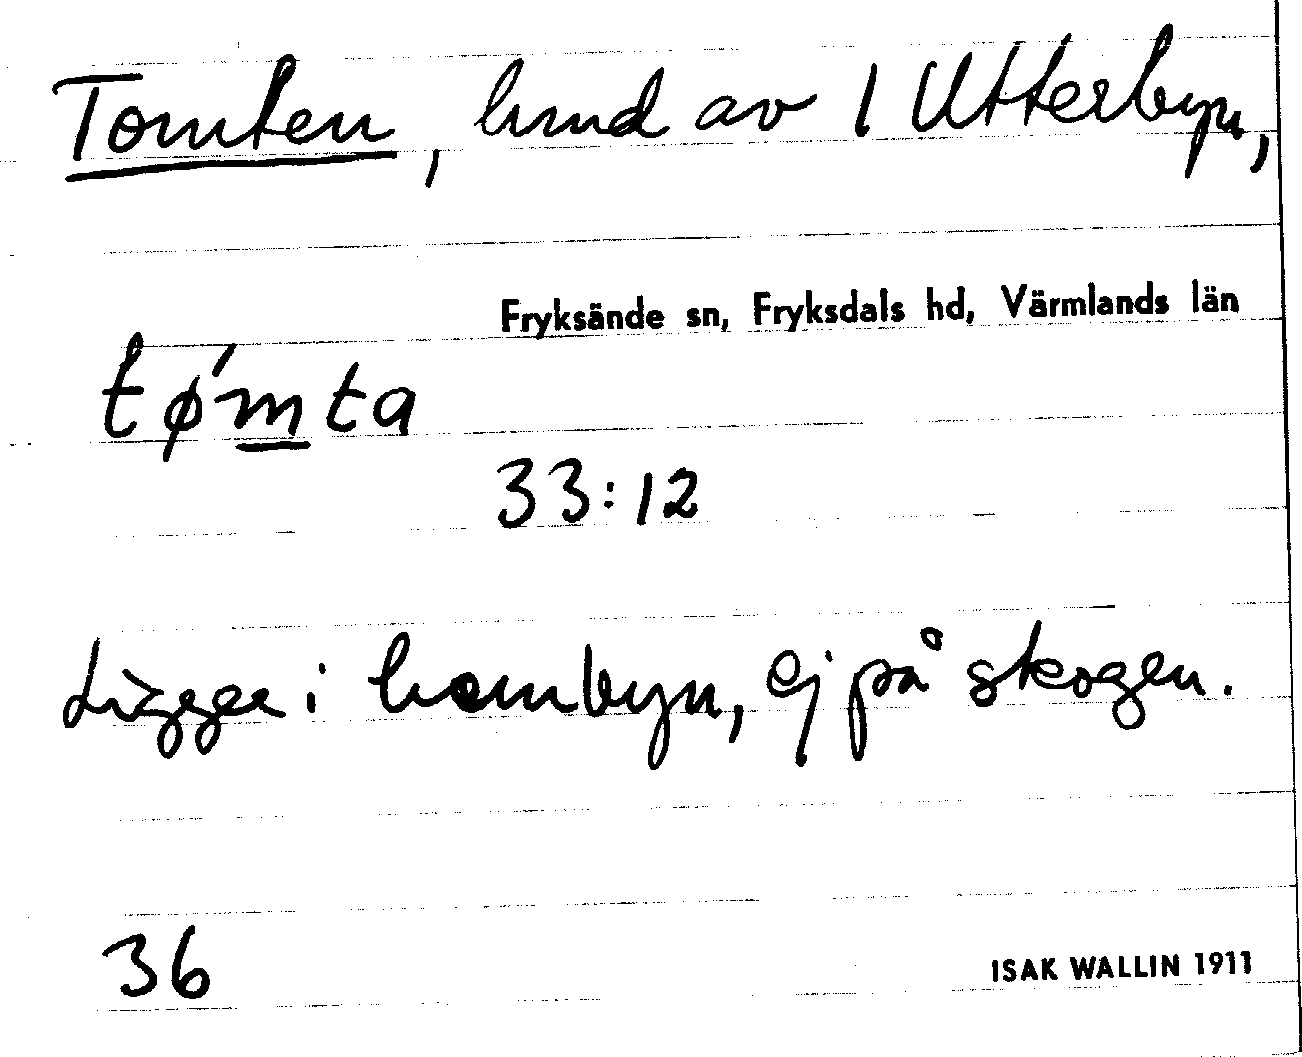 Tomten, hmd av 1 Utterbyn,
Fryksände sn, Fryksdals hd, Värmlands län
tǿmta
33:12
Ligger i hembyn, ej på skogen.
36
ISAK WALLIN 1911